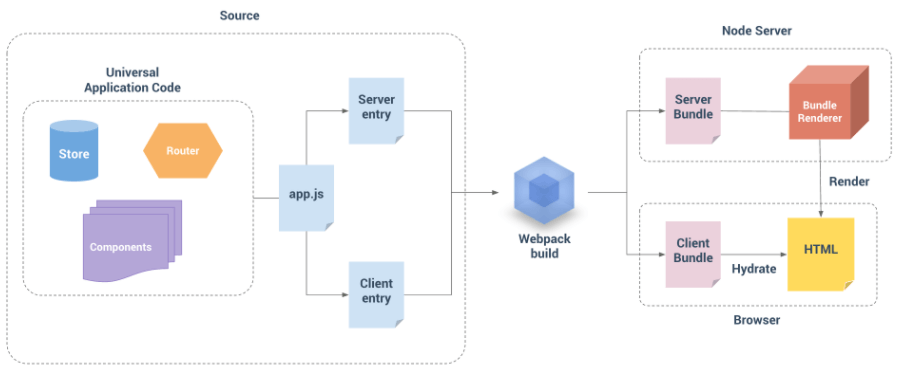 Source
Universal
Application Code
Store
Router
Components
app.js
Server
entry
Client
entry
Webpack
build
Node Server
Server
Bundle
Bundle
Renderer
Render
Client
Bundle
Hydrate
HTML
Browser